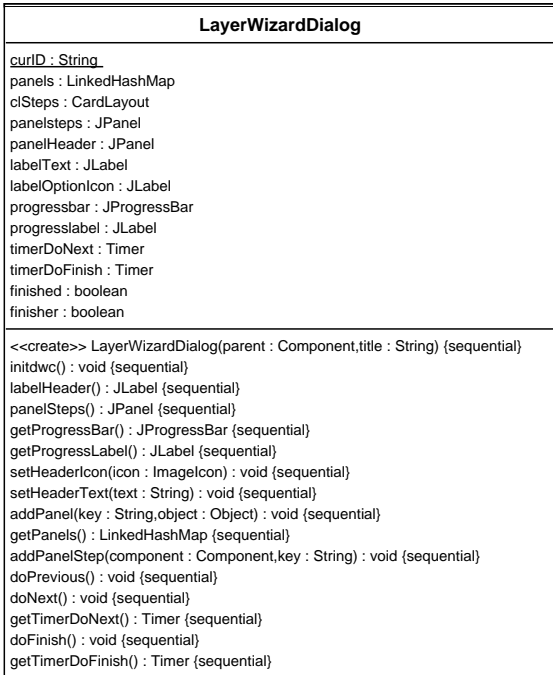 LayerWizardDialog
curID : String
panels : LinkedHashMap
clSteps : CardLayout
panelsteps : JPanel
panelHeader : JPanel
labelText : JLabel
labelOptionIcon : JLabel
progressbar : JProgressBar
progresslabel : JLabel
timerDoNext : Timer
timerDoFinish : Timer
finished : boolean
finisher : boolean
<<create>> LayerWizardDialog(parent : Component,title : String) {sequential}
initdwc() : void {sequential}
labelHeader() : JLabel {sequential}
panelSteps() : JPanel {sequential}
getProgressBar() : JProgressBar {sequential}
getProgressLabel() : JLabel {sequential}
setHeaderIcon(icon : ImageIcon) : void {sequential}
setHeaderText(text : String) : void {sequential}
addPanel(key : String,object : Object) : void {sequential}
getPanels() : LinkedHashMap {sequential}
addPanelStep(component : Component,key : String) : void {sequential}
doPrevious() : void {sequential}
doNext() : void {sequential}
getTimerDoNext() : Timer {sequential}
doFinish() : void {sequential}
getTimerDoFinish() : Timer {sequential}